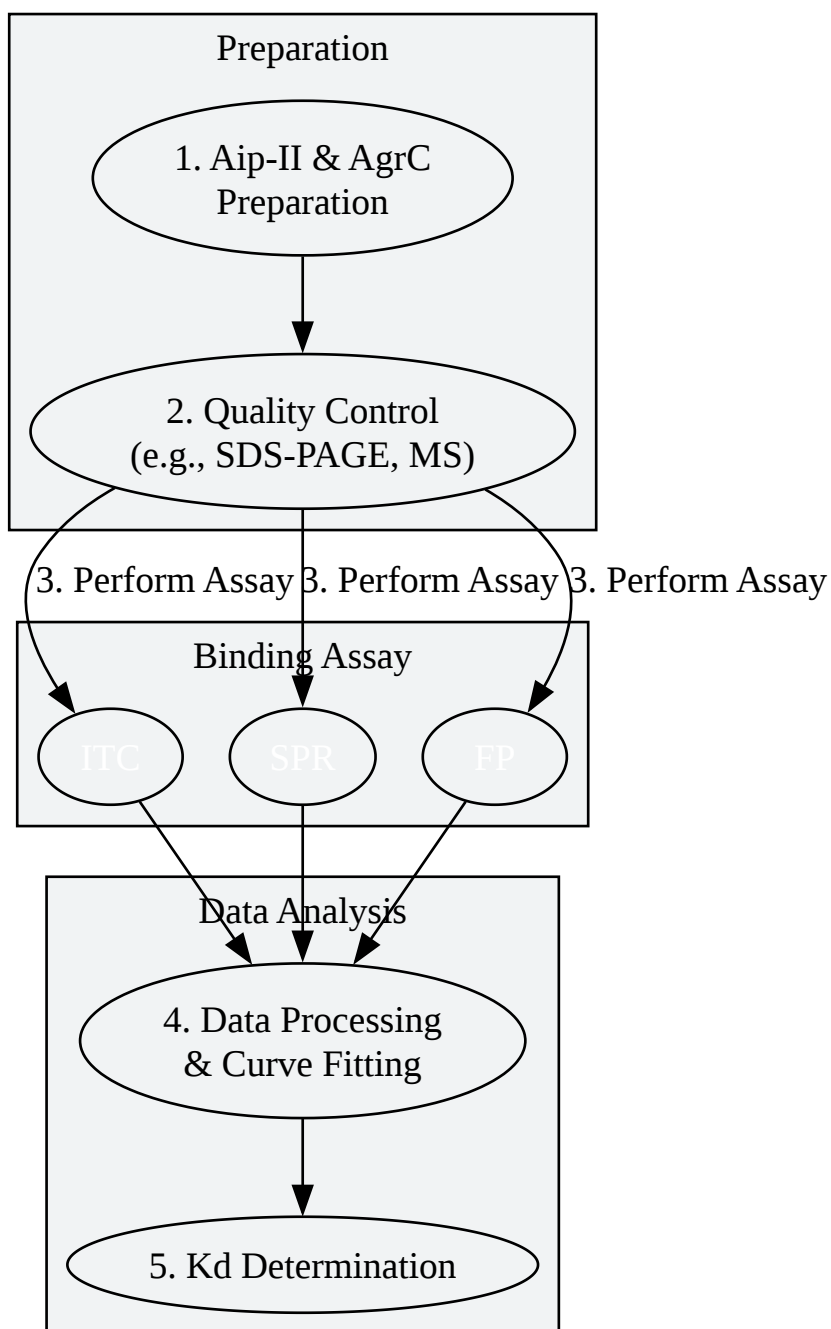 Preparation
1. Aip-II & AgrC
Preparation
2. Quality Control
(e.g., SDS-PAGE, MS)
3. Perform Assay
3. Perform Assay
3. Perform Assay
Binding Assay
ITC
SPR
FP
Data Analysis
4. Data Processing
& Curve Fitting
5. Kd Determination